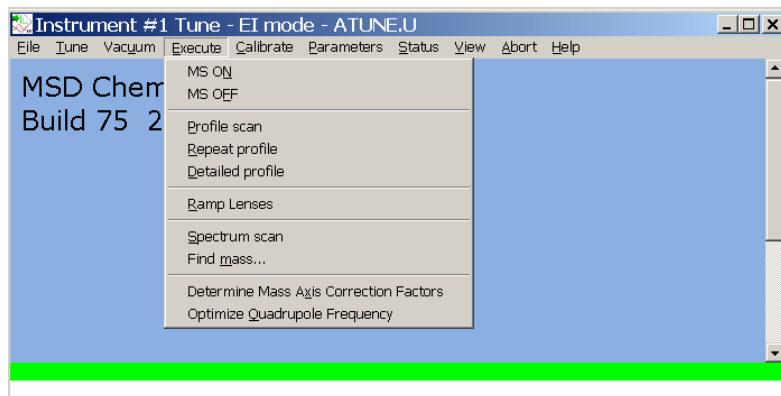 Instrument #1 Tune - EI mode - ATUNE.U
File Tune Vacuum Execute Calibrate Parameters Status View Abort Help
MSD Chem
Build 75 2
MS ON
MS OFF
Profile scan
Repeat profile
Detailed profile
Ramp Lenses
Spectrum scan
Find mass...
Determine Mass Axis Correction Factors
Optimize Quadrupole Frequency